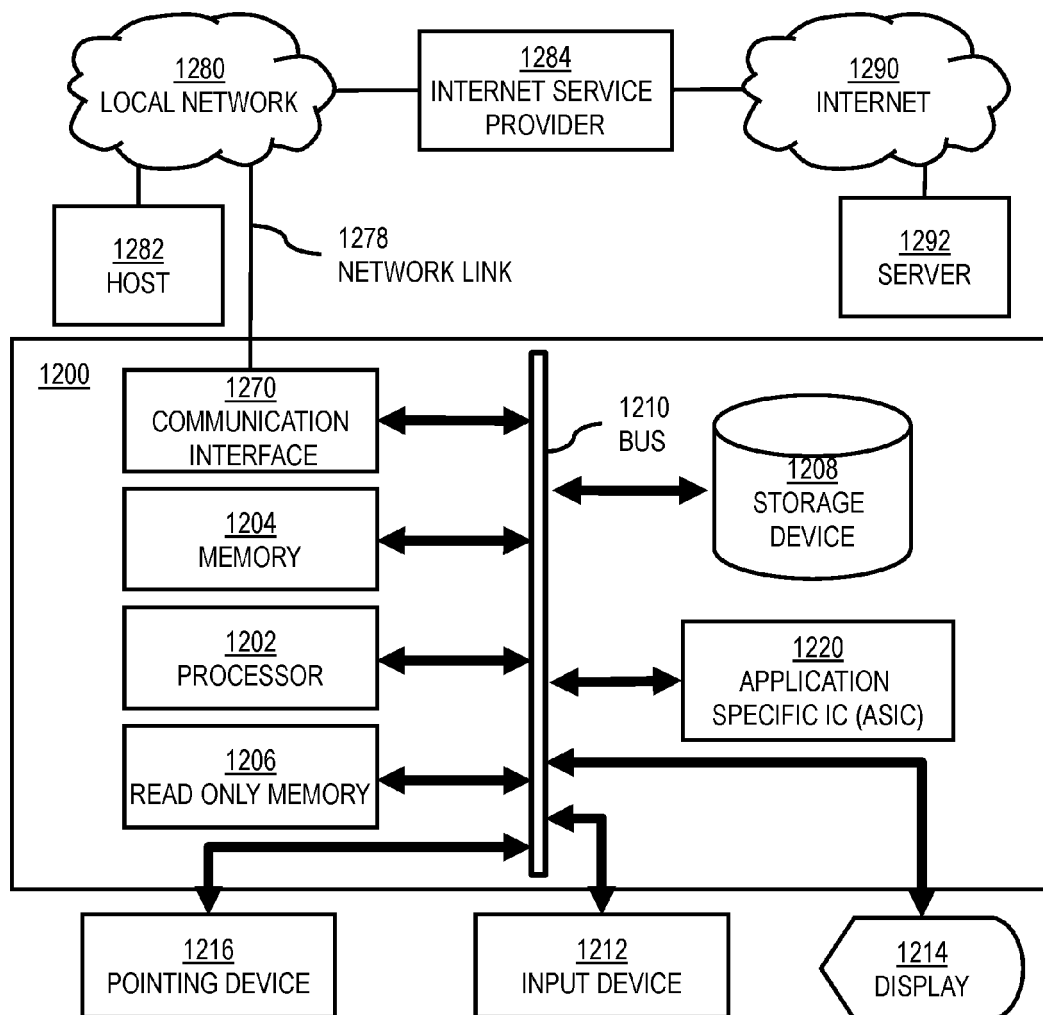 1280
LOCAL NETWORK
1284
INTERNET SERVICE
PROVIDER
1290
INTERNET
1282
HOST
1278
NETWORK LINK
1292
SERVER
1200
1270
COMMUNICATION
INTERFACE
1210
BUS
1208
STORAGE
DEVICE
1204
MEMORY
1202
PROCESSOR
1220
APPLICATION
SPECIFIC IC (ASIC)
1206
READ ONLY MEMORY
1216
POINTING DEVICE
1212
INPUT DEVICE
1214
DISPLAY